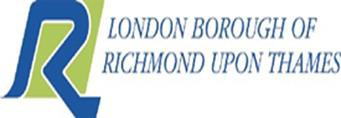 R
LONDON BOROUGH OF
RICHMOND UPON THAMES